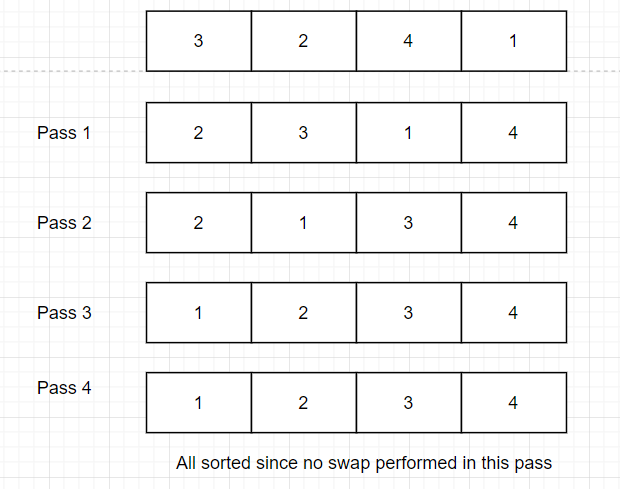 3 2 4 1
Pass 1 2 3 1 4
Pass 2 2 1 3 4
Pass 3 1 2 3 4
Pass 4 1 2 3 4
All sorted since no swap performed in this pass